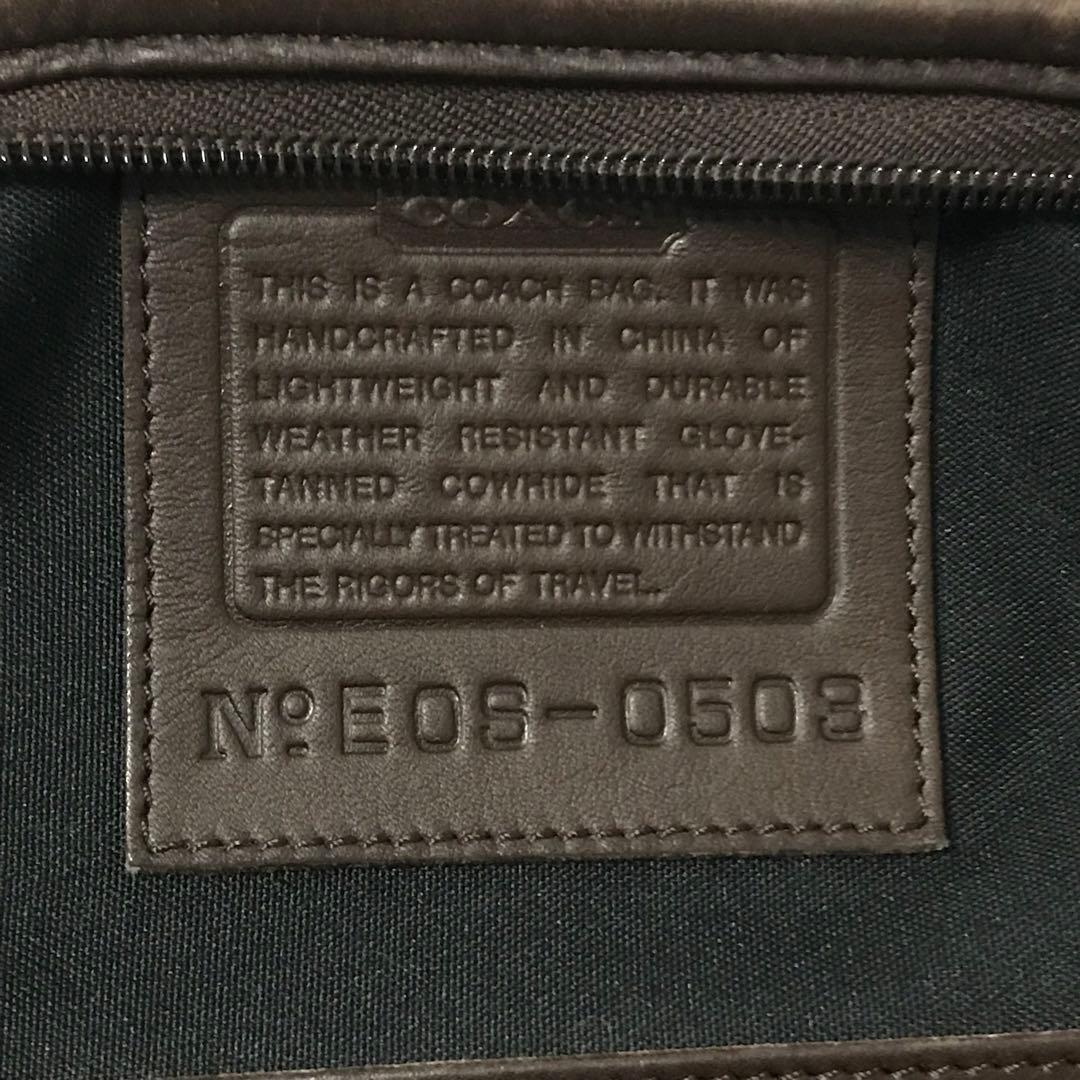 COACH
THIS IS A COACH BAG. IT WAS
HANDCRAFTED IN CHINA OF
LIGHTWEIGHT AND DURABLE
WEATHER RESISTANT GLOVE-
TANNED COWHIDE THAT IS
SPECIALLY TREATED TO WITHSTAND
THE RIGORS OF TRAVEL.
Nº EOS-0503